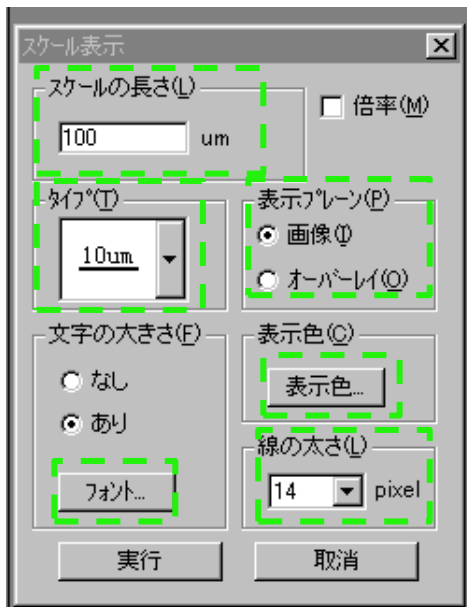 スケール表示
スケールの長さ(L)
100 um
倍率(M)
タイプ(T)
10um
表示プレーン(P)
画像(I)
オーバーレイ(O)
文字の大きさ(F)
なし
あり
フォント...
表示色(C)
表示色...
線の太さ(L)
14 pixel
実行
取消